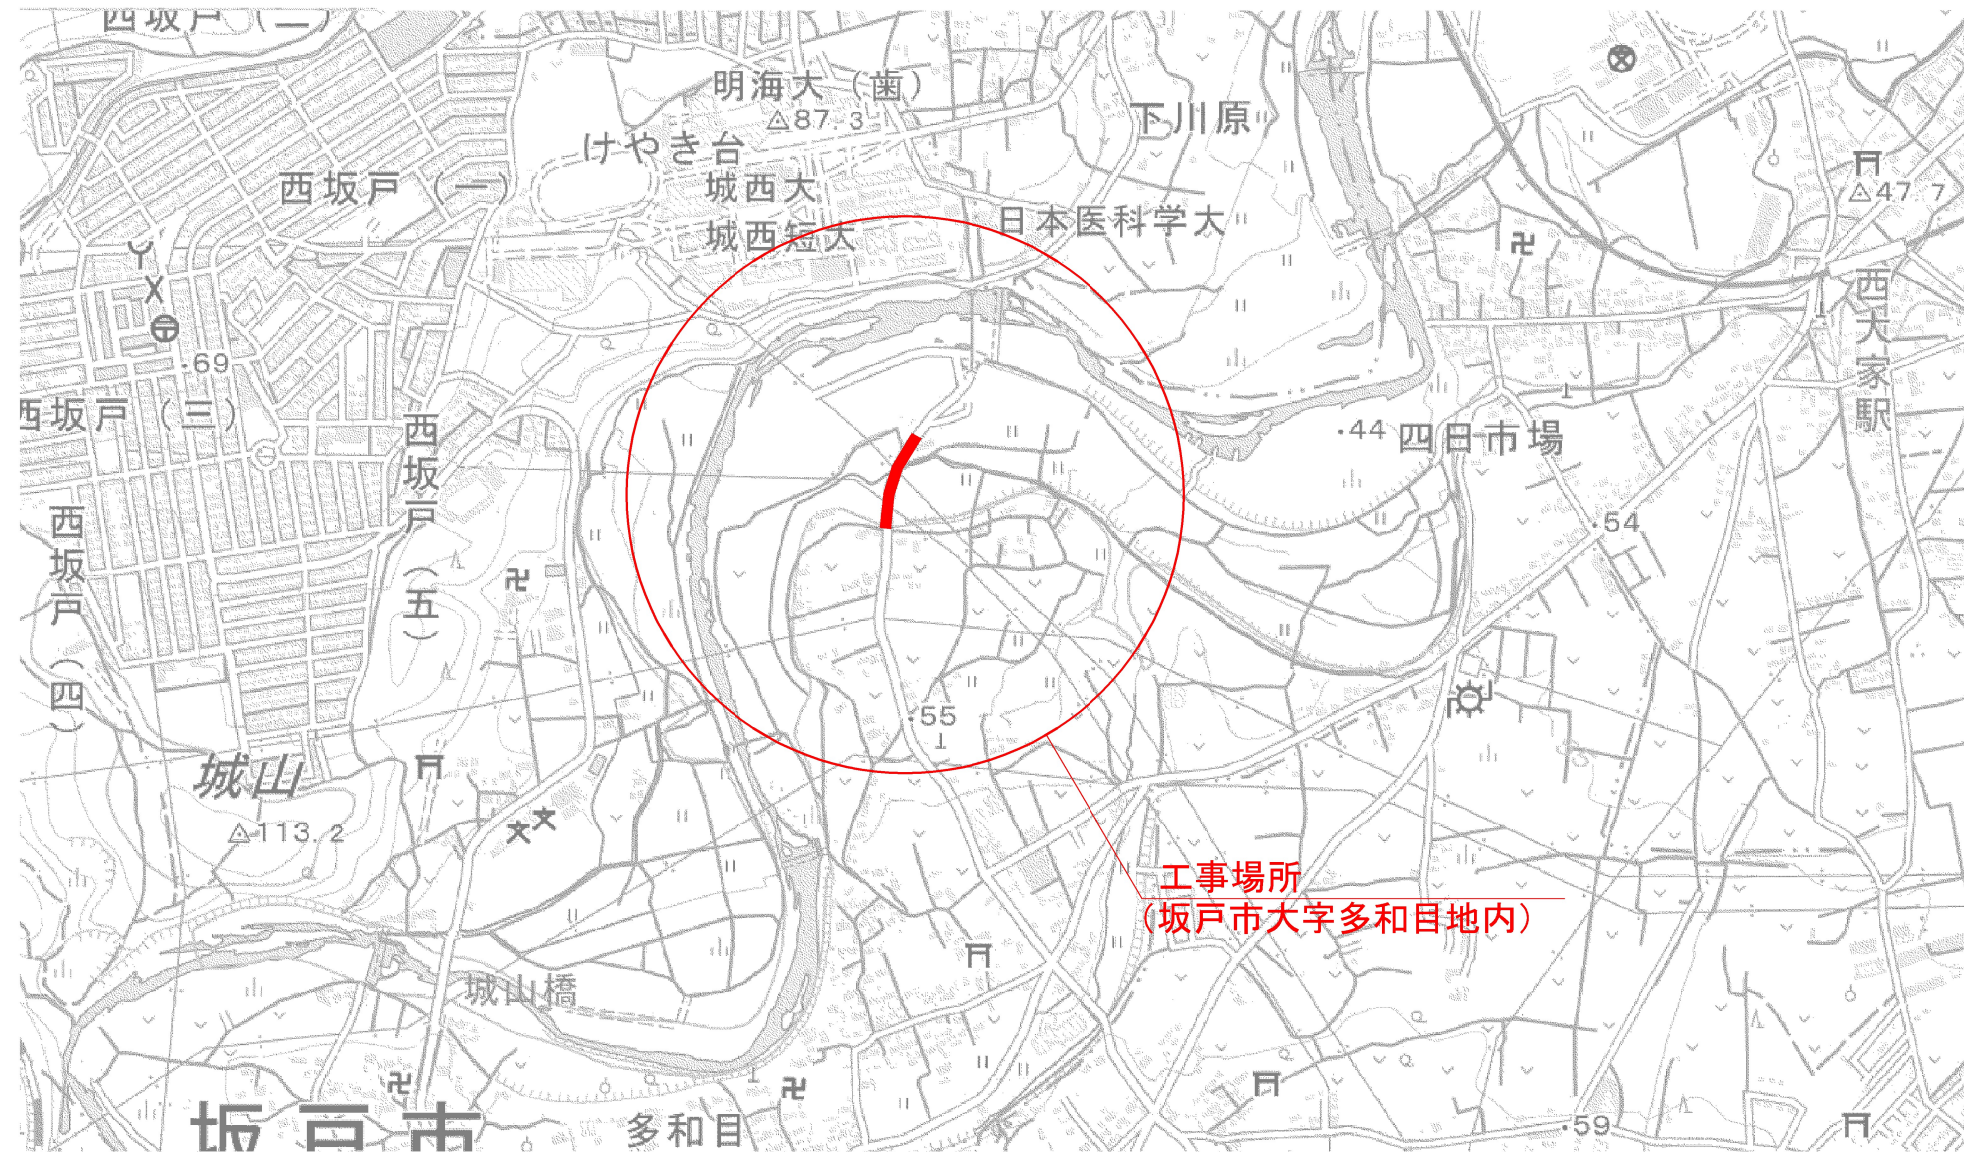 西坂戸(二)
明海大(歯)
87.3
下川原
けやき台
西坂戸(一)
城西大
47.7
城西短大
日本医科学大
西大家駅
69
西坂戸(三)
西坂戸(五)
44
四日市場
西坂戸(四)
54
55
城山
113.2
工事場所
(坂戸市大字多和目地内)
城山橋
坂戸市
多和目
59